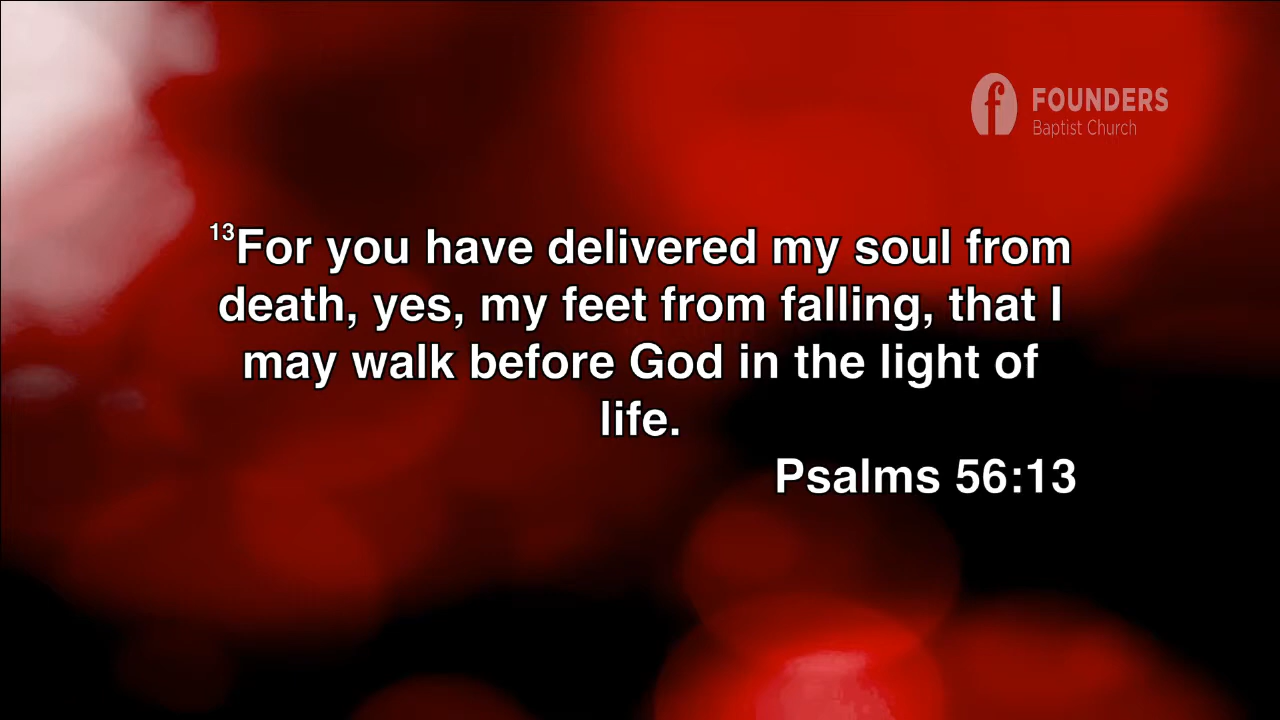 FOUNDERS
Baptist Church
13For you have delivered my soul from
death, yes, my feet from falling, that I
may walk before God in the light of
life.
Psalms 56:13